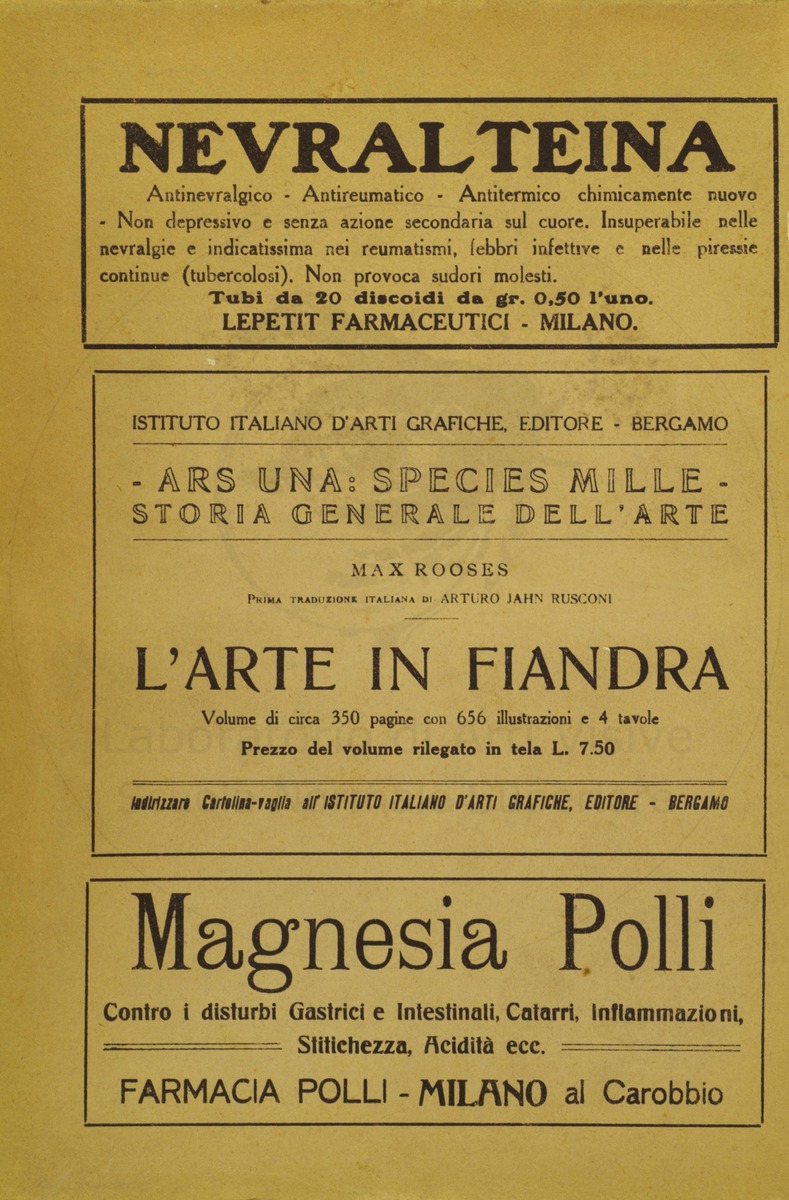 NEVRALTEINA
Antinevralgico - Antireumatico - Antitermico chimicamente nuovo
- Non depressivo e senza azione secondaria sul cuore. Insuperabile nelle
nevralgie e indicatissima nei reumatismi, febbri infettive e nelle piressie
continue (tubercolosi). Non provoca sudori molesti.
Tubi da 20 discoidi da gr. 0,50 l'uno.
LEPETIT FARMACEUTICI - MILANO.
ISTITUTO ITALIANO D'ARTI GRAFICHE, EDITORE - BERGAMO
- ARS UNA: SPECIES MILLE -
STORIA GENERALE DELL'ARTE
MAX ROOSES
PRIMA TRADUZIONE ITALIANA DI ARTURO JAHN RUSCONI
L'ARTE IN FIANDRA
Volume di circa 350 pagine con 656 illustrazioni e 4 tavole
Prezzo del volume rilegato in tela L. 7.50
Indirizzare Cartolina-vaglia all'ISTITUTO ITALIANO D'ARTI GRAFICHE, EDITORE - BERGAMO
Magnesia Polli
Contro i disturbi Gastrici e Intestinali, Catarri, Inflammazioni,
Stitichezza, Acidità ecc.
FARMACIA POLLI - MILANO al Carobbio